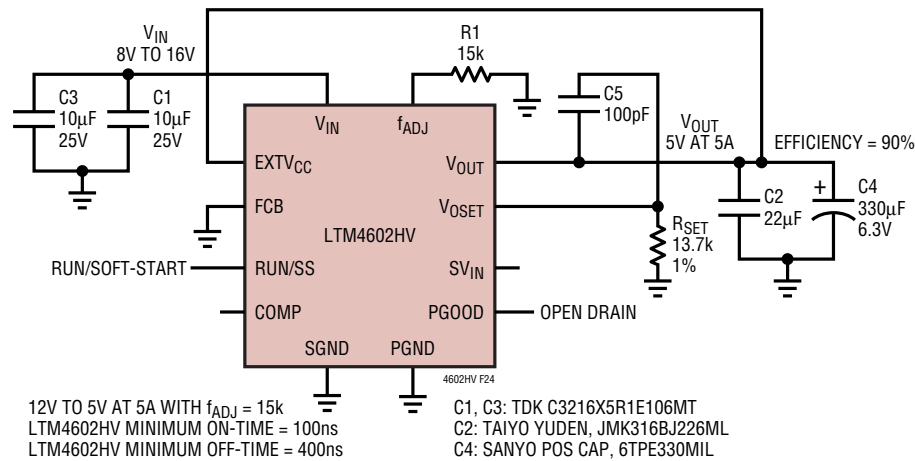 V_IN
8V TO 16V
R1
15k
C3
10µF
25V
C1
10µF
25V
C5
100pF
V_OUT
5V AT 5A
EFFICIENCY = 90%
V_IN
f_ADJ
EXTV_CC
V_OUT
FCB
V_OSET
LTM4602HV
RUN/SOFT-START
RUN/SS
SV_IN
COMP
PGOOD
OPEN DRAIN
SGND
PGND
R_SET
13.7k
1%
C2
22µF
+
C4
330µF
6.3V
4602HV F24
12V TO 5V AT 5A WITH f_ADJ = 15k
LTM4602HV MINIMUM ON-TIME = 100ns
LTM4602HV MINIMUM OFF-TIME = 400ns
C1, C3: TDK C3216X5R1E106MT
C2: TAIYO YUDEN, JMK316BJ226ML
C4: SANYO POS CAP, 6TPE330MIL